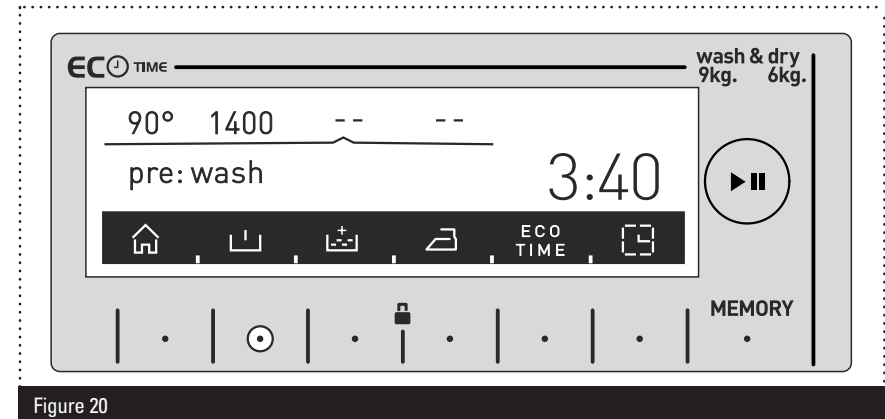 ECO TIME
wash & dry
9kg. 6kg.
90° 1400 -- --
pre: wash
3:40
ECO
TIME
MEMORY
Figure 20